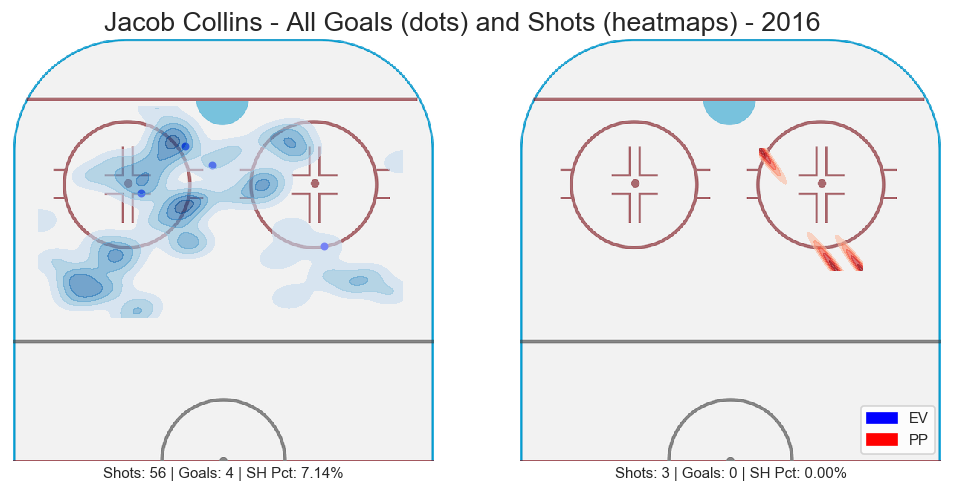 Jacob Collins - All Goals (dots) and Shots (heatmaps) - 2016
EV
PP
Shots: 56 | Goals: 4 | SH Pct: 7.14%
Shots: 3 | Goals: 0 | SH Pct: 0.00%